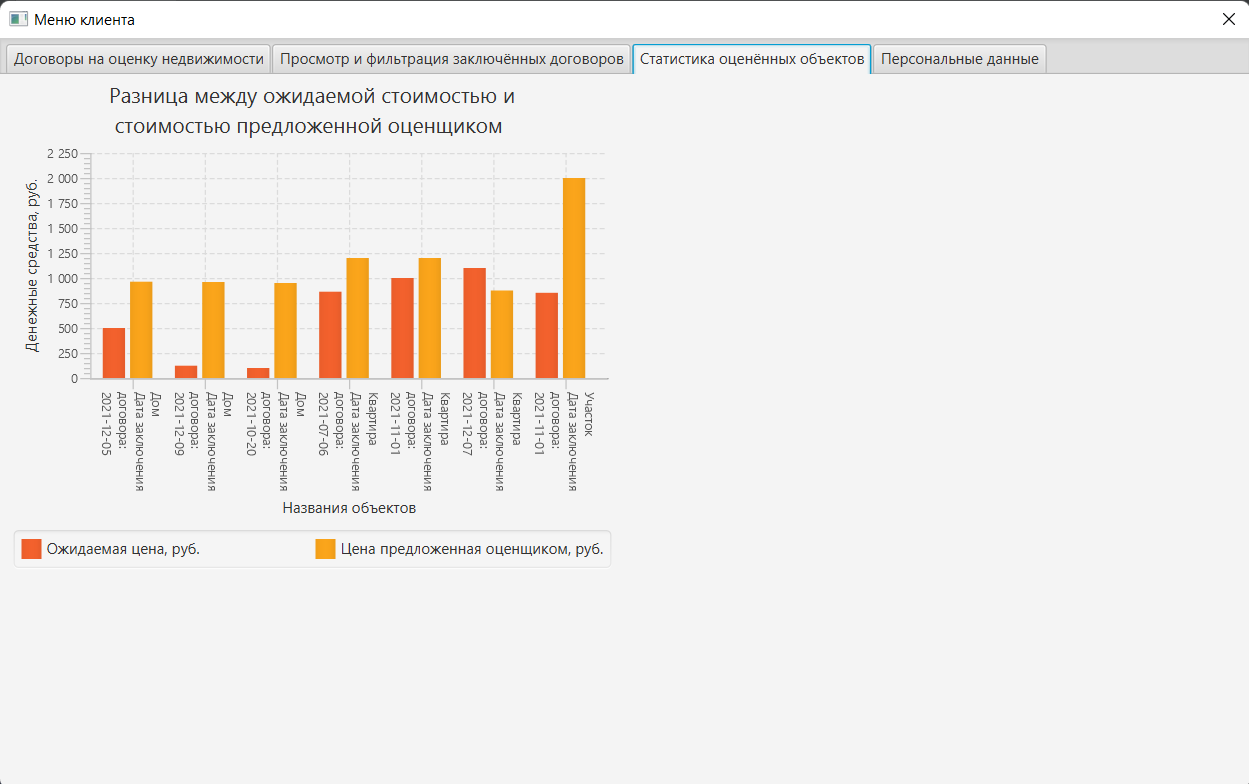 Меню клиента
Договоры на оценку недвижимости
Просмотр и фильтрация заключённых договоров
Статистика оценённых объектов
Персональные данные
Разница между ожидаемой стоимостью и
стоимостью предложенной оценщиком
Денежные средства, руб.
2 250
2 000
1 750
1 500
1 250
1 000
750
500
250
0
Дом
Дата заключения
договора:
2021-12-05
Дом
Дата заключения
договора:
2021-12-09
Дом
Дата заключения
договора:
2021-10-20
Квартира
Дата заключения
договора:
2021-07-06
Квартира
Дата заключения
договора:
2021-11-01
Квартира
Дата заключения
договора:
2021-12-07
Участок
Дата заключения
договора:
2021-11-01
Названия объектов
Ожидаемая цена, руб.
Цена предложенная оценщиком, руб.